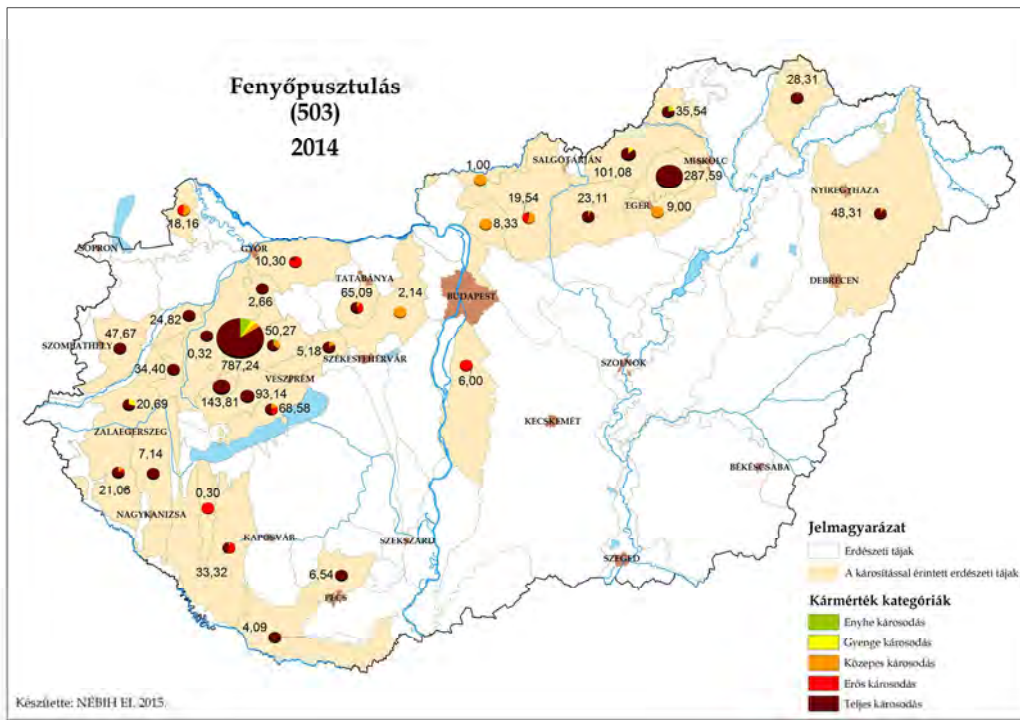 Fenyőpusztulás
(503)
2014
28,31
35,54
SALGÓTARJÁN
MISKOLC
1,00
101,08
287,59
NYÍREGYHÁZA
19,54
23,11
EGER
9,00
48,31
8,33
18,16
SOPRON
GYŐR
10,30
TATABÁNYA
2,14
65,09
BUDAPEST
DEBRECEN
2,66
24,82
47,67
SZOMBATHELY
50,27
0,32
5,18
SZÉKESFEHÉRVÁR
787,24
34,40
VESZPRÉM
6,00
SZOLNOK
143,81
93,14
20,69
68,58
KECSKEMÉT
ZALAEGERSZEG
7,14
BÉKÉSCSABA
21,06
0,30
NAGYKANIZSA
KAPOSVÁR
SZEKSZÁRD
33,32
6,54
PÉCS
SZEGED
4,09
Jelmagyarázat
Erdészeti tájak
A károsítással érintett erdészeti tájak
Kármérték kategóriák
Enyhe károsodás
Gyenge károsodás
Közepes károsodás
Erős károsodás
Teljes károsodás
Készítette: NÉBIH EI. 2015.